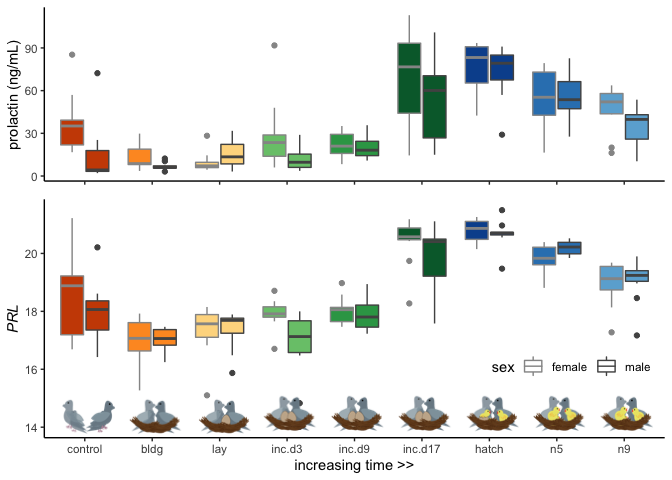 prolactin (ng/mL)
90
60
30
0
PRL
20
18
16
14
sex
female
male
control
bldg
lay
inc.d3
inc.d9
inc.d17
hatch
n5
n9
increasing time >>